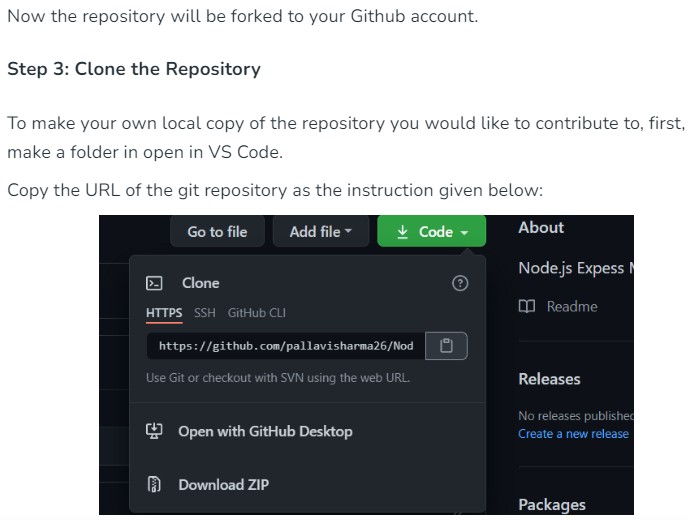 Now the repository will be forked to your Github account.
Step 3: Clone the Repository
To make your own local copy of the repository you would like to contribute to, first,
make a folder in open in VS Code.
Copy the URL of the git repository as the instruction given below:
Go to file
Add file
Code
About
Clone
Node.js Expess
HTTPS SSH GitHub CLI
Readme
https://github.com/pallavisharma26/Nod
Use Git or checkout with SVN using the web URL.
Releases
No releases published
Create a new release
Open with GitHub Desktop
Download ZIP
Packages